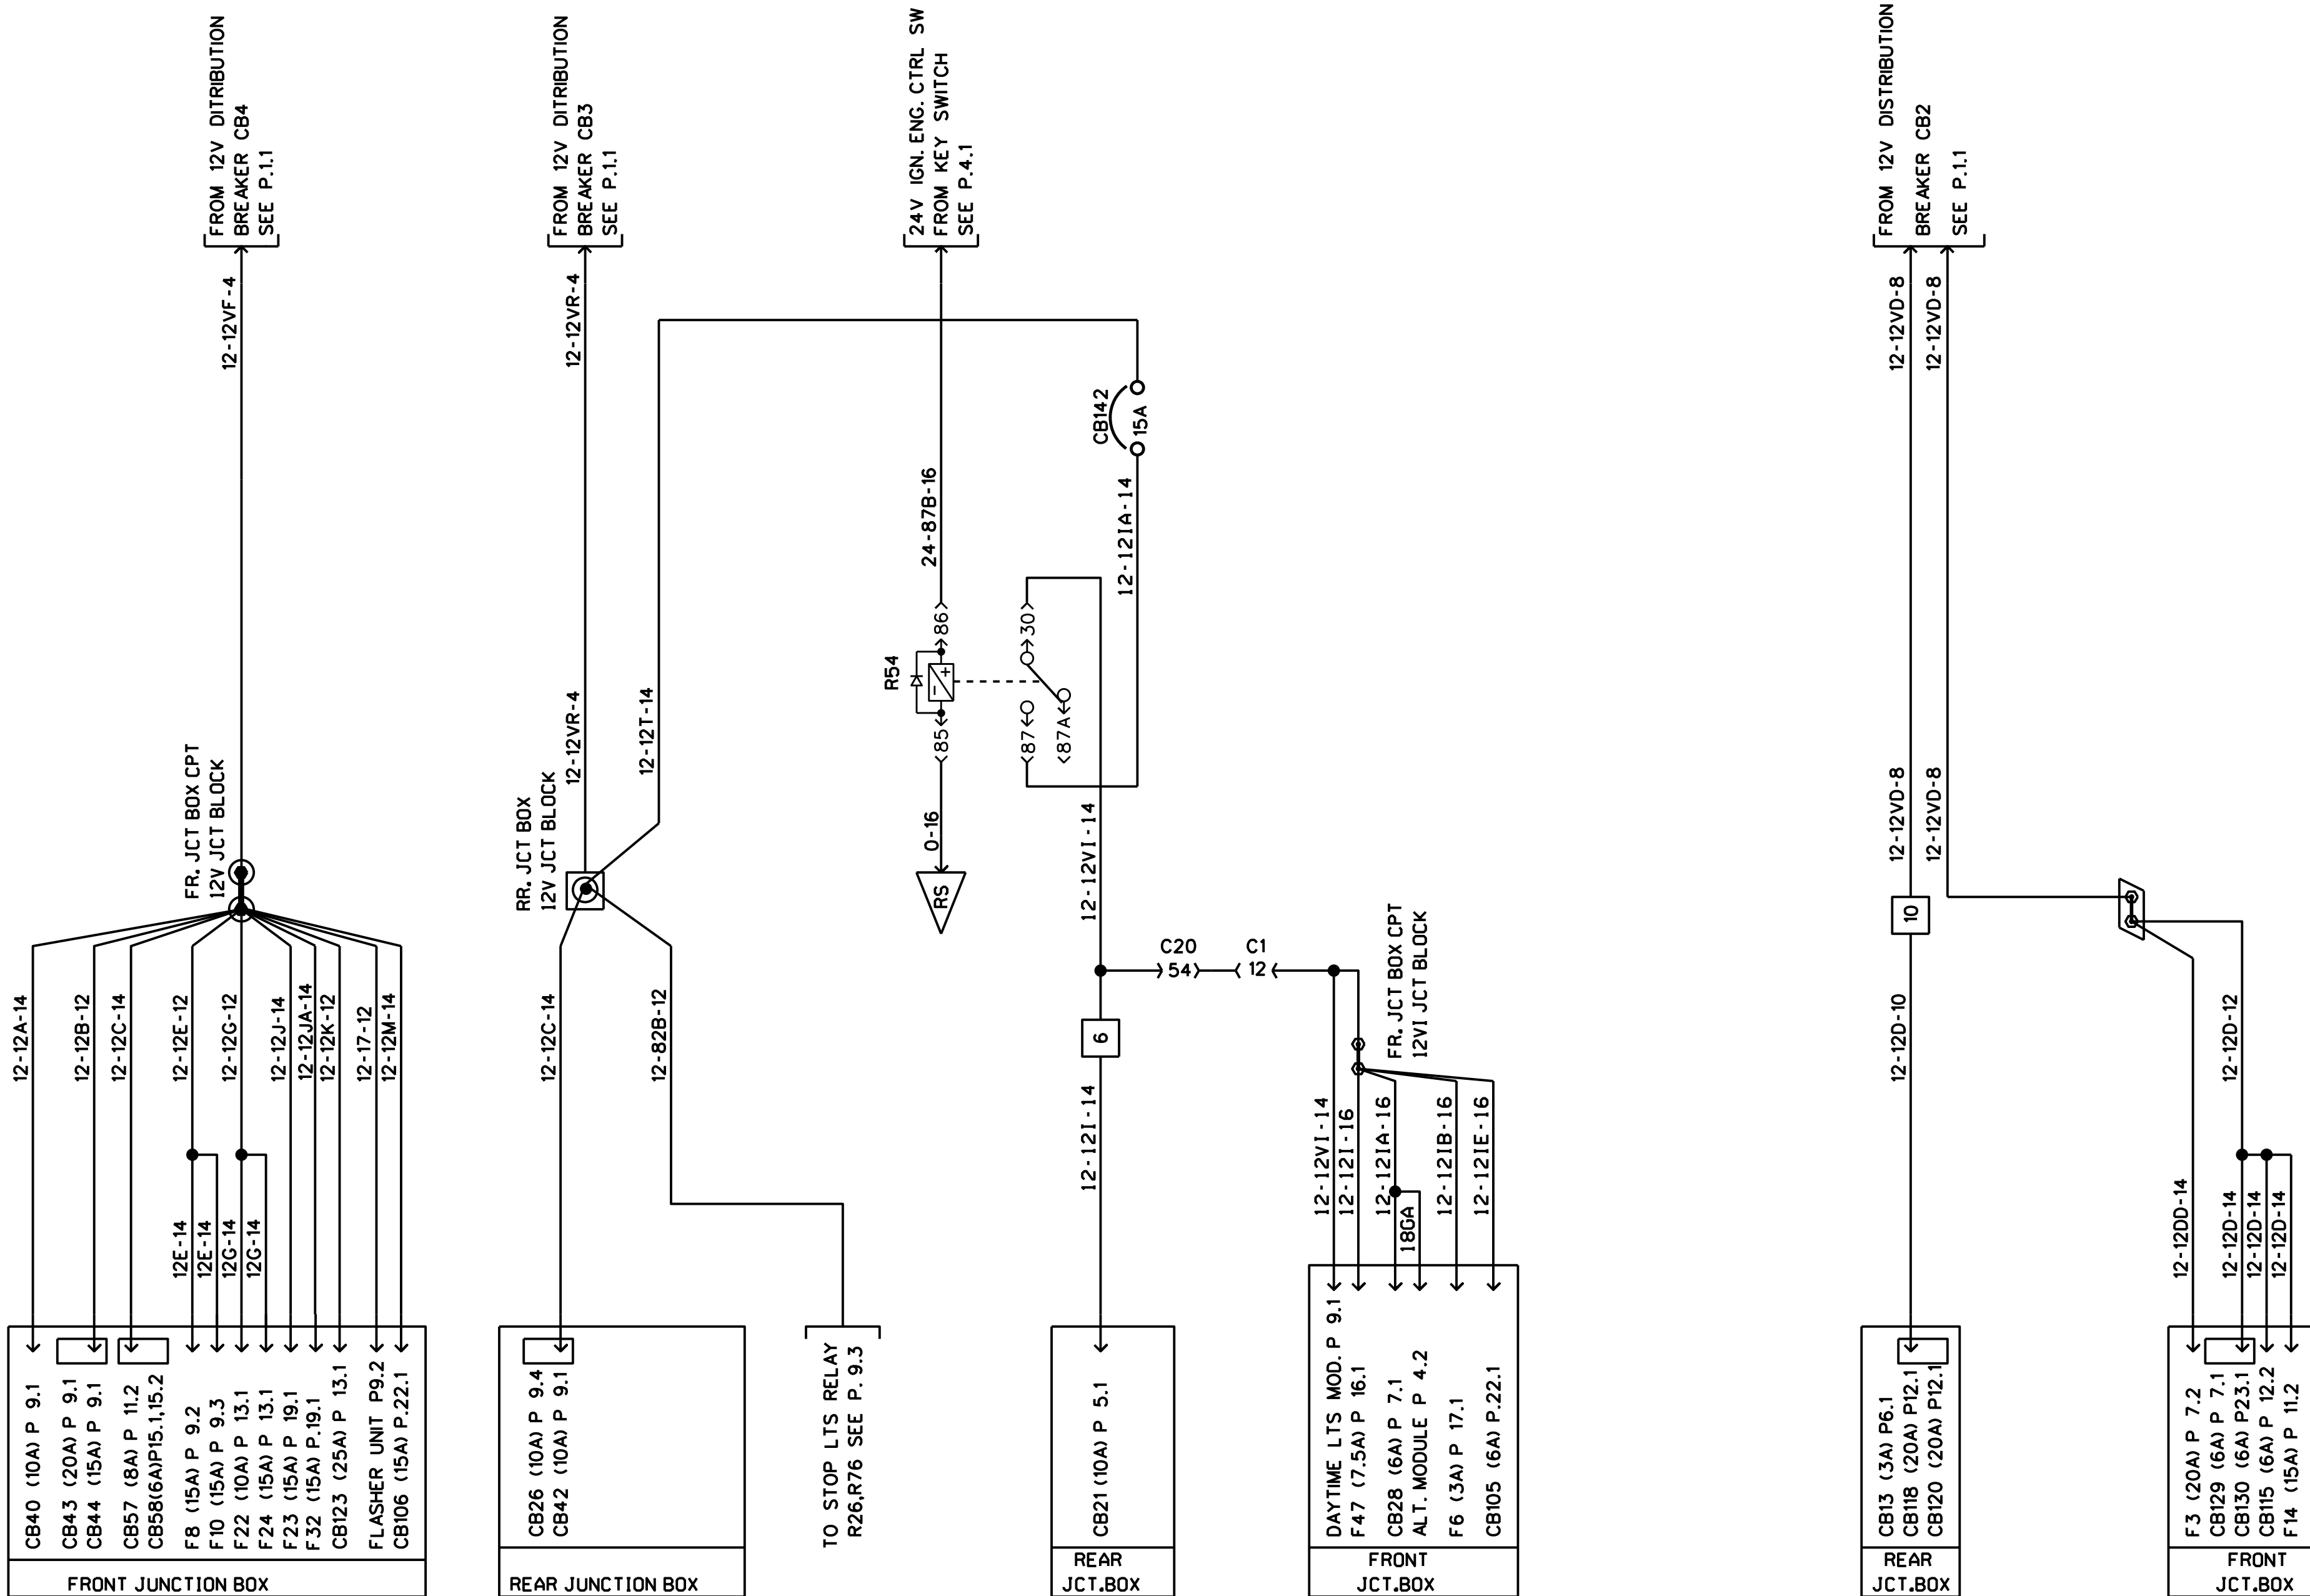 FROM 12V DITRIBUTION
BREAKER CB4
SEE P.1.1
FROM 12V DITRIBUTION
BREAKER CB3
SEE P.1.1
24V IGN. ENG. CTRL SW
FROM KEY SWITCH
SEE P.4.1
FROM 12V DISTRIBUTION
BREAKER CB2
SEE P.1.1
12-12VF-4
12-12VR-4
12-12VD-8
12-12VD-8
CB142
15A
24-87B-16
12-12IA-14
R54
86
85
- +
30
87
87A
12-12VR-4
12-12T-14
FR. JCT BOX CPT
12V JCT BLOCK
RR. JCT BOX
12V JCT BLOCK
0-16
RS
12-12VI-14
12-12VD-8
12-12VD-8
10
C20
54
C1
12
FR. JCT BOX CPT
12VI JCT BLOCK
6
12-12A-14
12-12B-12
12-12C-14
12-12E-12
12-12G-12
12-12J-14
12-12JA-14
12-12K-12
12-17-12
12-12M-14
12-12C-14
12-82B-12
12-12I-14
12-12D-10
12-12D-12
12E-14
12E-14
12G-14
12G-14
12-12VI-14
12-12I-16
12-12IA-16
18GA
12-12IB-16
12-12IE-16
12-12DD-14
12-12D-14
12-12D-14
12-12D-14
CB40 (10A) P 9.1
CB43 (20A) P 9.1
CB44 (15A) P 9.1
CB57 (8A) P 11.2
CB58(6A)P15.1,15.2
F8 (15A) P 9.2
F10 (15A) P 9.3
F22 (10A) P 13.1
F24 (15A) P 13.1
F23 (15A) P 19.1
F32 (15A) P.19.1
CB123 (25A) P 13.1
FLASHER UNIT P9.2
CB106 (15A) P.22.1
FRONT JUNCTION BOX
CB26 (10A) P 9.4
CB42 (10A) P 9.1
REAR JUNCTION BOX
TO STOP LTS RELAY
R26,R76 SEE P. 9.3
CB21 (10A) P 5.1
REAR
JCT.BOX
DAYTIME LTS MOD. P 9.1
F47 (7.5A) P 16.1
CB28 (6A) P 7.1
ALT. MODULE P 4.2
F6 (3A) P 17.1
CB105 (6A) P.22.1
FRONT
JCT.BOX
CB13 (3A) P6.1
CB118 (20A) P12.1
CB120 (20A) P12.1
REAR
JCT.BOX
F3 (20A) P 7.2
CB129 (6A) P 7.1
CB130 (6A) P23.1
CB115 (6A) P 12.2
F14 (15A) P 11.2
FRONT
JCT.BOX